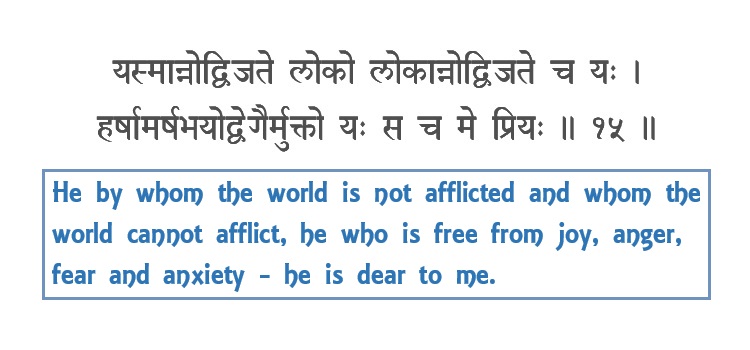 यस्मान्नोद्विजते लोको लोकान्नोद्विजते च यः ।
हर्षामर्षभयोद्वेगैर्मुक्तो यः स च मे प्रियः ॥ १५ ॥
He by whom the world is not afflicted and whom the
world cannot afflict, he who is free from joy, anger,
fear and anxiety - he is dear to me.